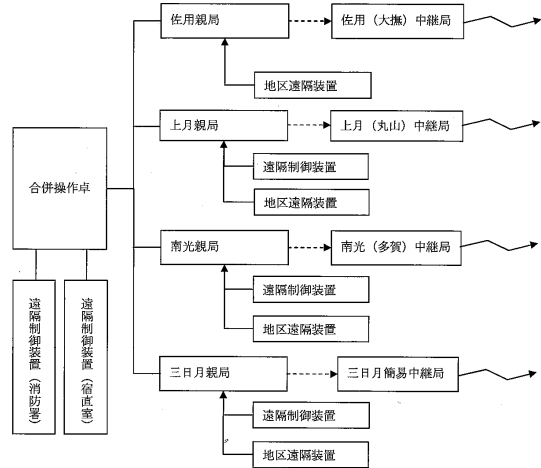 佐用親局
佐用(大撫)中継局
地区遠隔装置
上月親局
上月(丸山)中継局
遠隔制御装置
地区遠隔装置
合併操作卓
南光親局
南光(多賀)中継局
遠隔制御装置
地区遠隔装置
遠隔制御装置(消防署)
遠隔制御装置(宿直室)
三日月親局
三日月簡易中継局
遠隔制御装置
地区遠隔装置